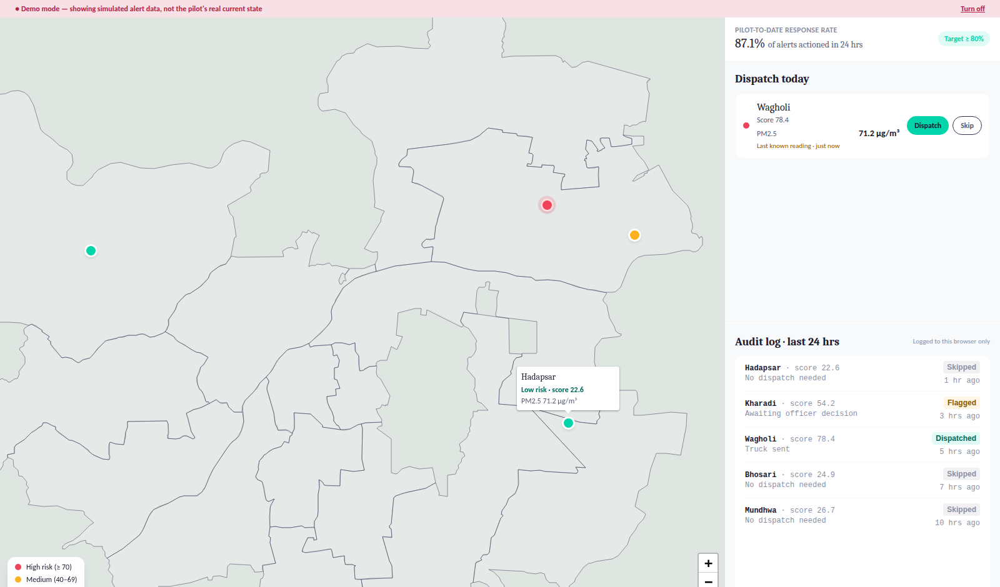 ● Demo mode — showing simulated alert data, not the pilot's real current state
Turn off
PILOT-TO-DATE RESPONSE RATE
87.1% of alerts actioned in 24 hrs
Target ≥ 80%
Dispatch today
Wagholi
Score 78.4
PM2.5
71.2 µg/m³
Last known reading · just now
Dispatch
Skip
Hadapsar
Low risk · score 22.6
PM2.5 71.2 µg/m³
Audit log · last 24 hrs
Logged to this browser only
Hadapsar · score 22.6
No dispatch needed
Skipped
1 hr ago
Kharadi · score 54.2
Awaiting officer decision
Flagged
3 hrs ago
Wagholi · score 78.4
Truck sent
Dispatched
5 hrs ago
Bhosari · score 24.9
No dispatch needed
Skipped
7 hrs ago
Mundhwa · score 26.7
No dispatch needed
Skipped
10 hrs ago
High risk (≥ 70)
Medium (40–69)
+
−